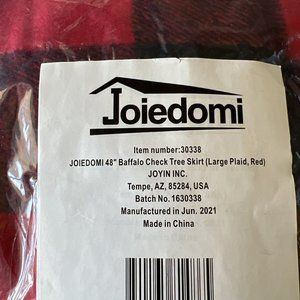 Joiedomi
Item number:30338
JOIEDOMI 48" Baffalo Check Tree Skirt (Large Plaid, Red)
JOYIN INC.
Tempe, AZ, 85284, USA
Batch No. 1630338
Manufactured in Jun. 2021
Made in China